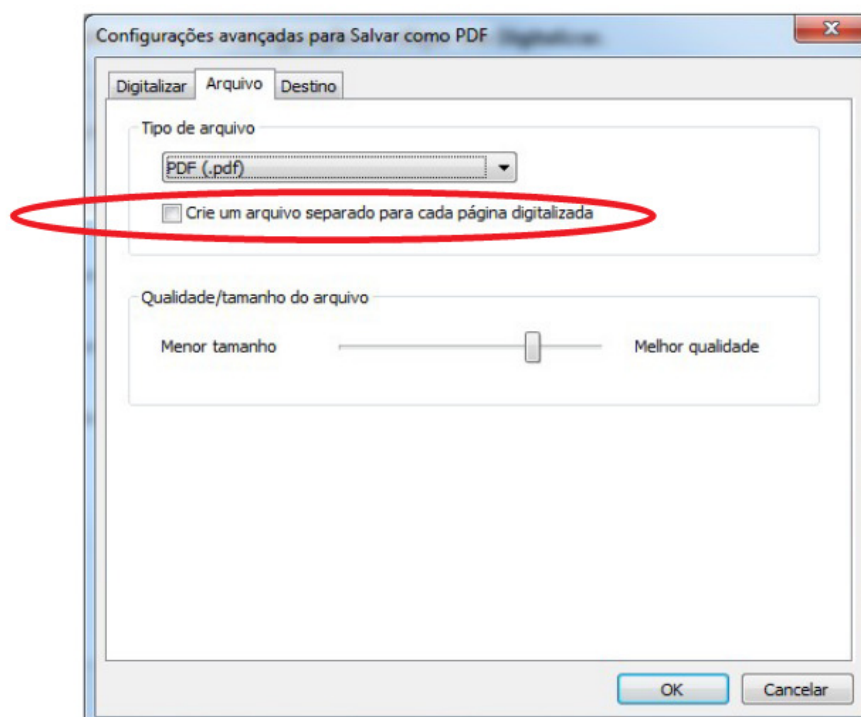 Configurações avançadas para Salvar como PDF
Digitalizar Arquivo Destino
Tipo de arquivo
PDF (.pdf)
Crie um arquivo separado para cada página digitalizada
Qualidade/tamanho do arquivo
Menor tamanho Melhor qualidade
OK Cancelar